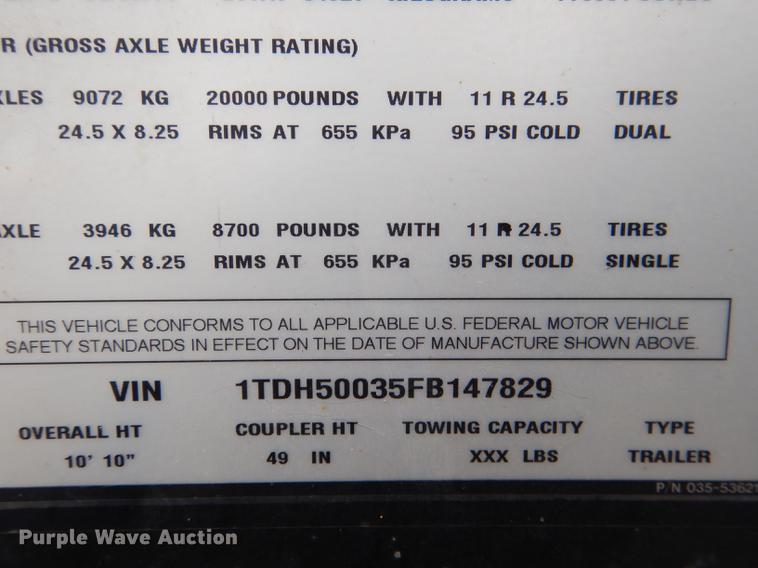 R (GROSS AXLE WEIGHT RATING)
XLES 9072 KG 20000 POUNDS WITH 11 R 24.5 TIRES
24.5 X 8.25 RIMS AT 655 KPa 95 PSI COLD DUAL
XLE 3946 KG 8700 POUNDS WITH 11 R 24.5 TIRES
24.5 X 8.25 RIMS AT 655 KPa 95 PSI COLD SINGLE
THIS VEHICLE CONFORMS TO ALL APPLICABLE U.S. FEDERAL MOTOR VEHICLE
SAFETY STANDARDS IN EFFECT ON THE DATE OF MANUFACTURE SHOWN ABOVE.
VIN 1TDH50035FB147829
OVERALL HT COUPLER HT TOWING CAPACITY TYPE
10' 10" 49 IN XXX LBS TRAILER
P/N 035-53621
Purple Wave Auction